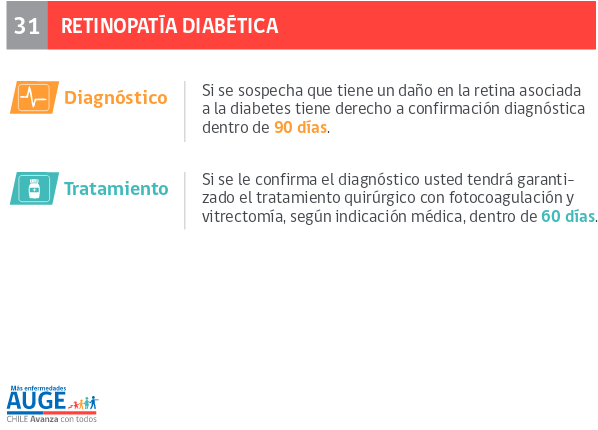 31 RETINOPATÍA DIABÉTICA
Diagnóstico
Si se sospecha que tiene un daño en la retina asociada
a la diabetes tiene derecho a confirmación diagnóstica
dentro de 90 días.
Tratamiento
Si se le confirma el diagnóstico usted tendrá garanti-
zado el tratamiento quirúrgico con fotocoagulación y
vitrectomía, según indicación médica, dentro de 60 días.
Más enfermedades
AUGE
CHILE Avanza con todos